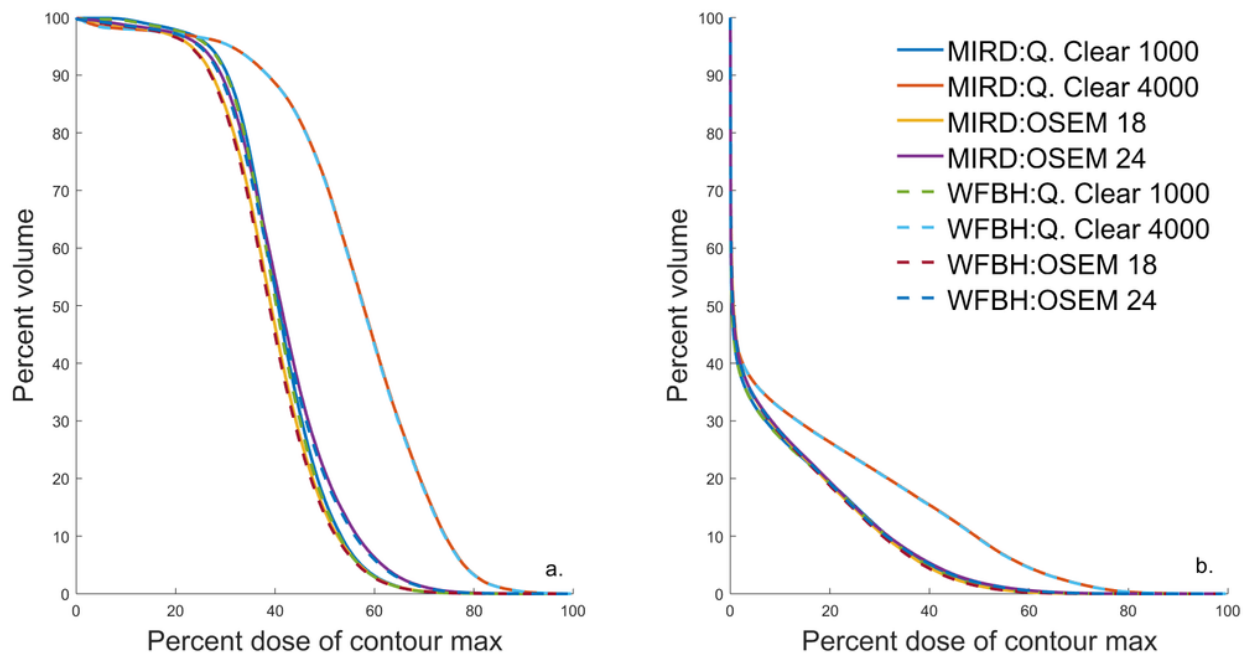 100
90
80
70
60
50
40
30
20
10
0
Percent volume
0 20 40 60 80 100
Percent dose of contour max
a.
100
90
80
70
60
50
40
30
20
10
0
Percent volume
0 20 40 60 80 100
Percent dose of contour max
b.
MIRD:Q. Clear 1000
MIRD:Q. Clear 4000
MIRD:OSEM 18
MIRD:OSEM 24
WFBH:Q. Clear 1000
WFBH:Q. Clear 4000
WFBH:OSEM 18
WFBH:OSEM 24